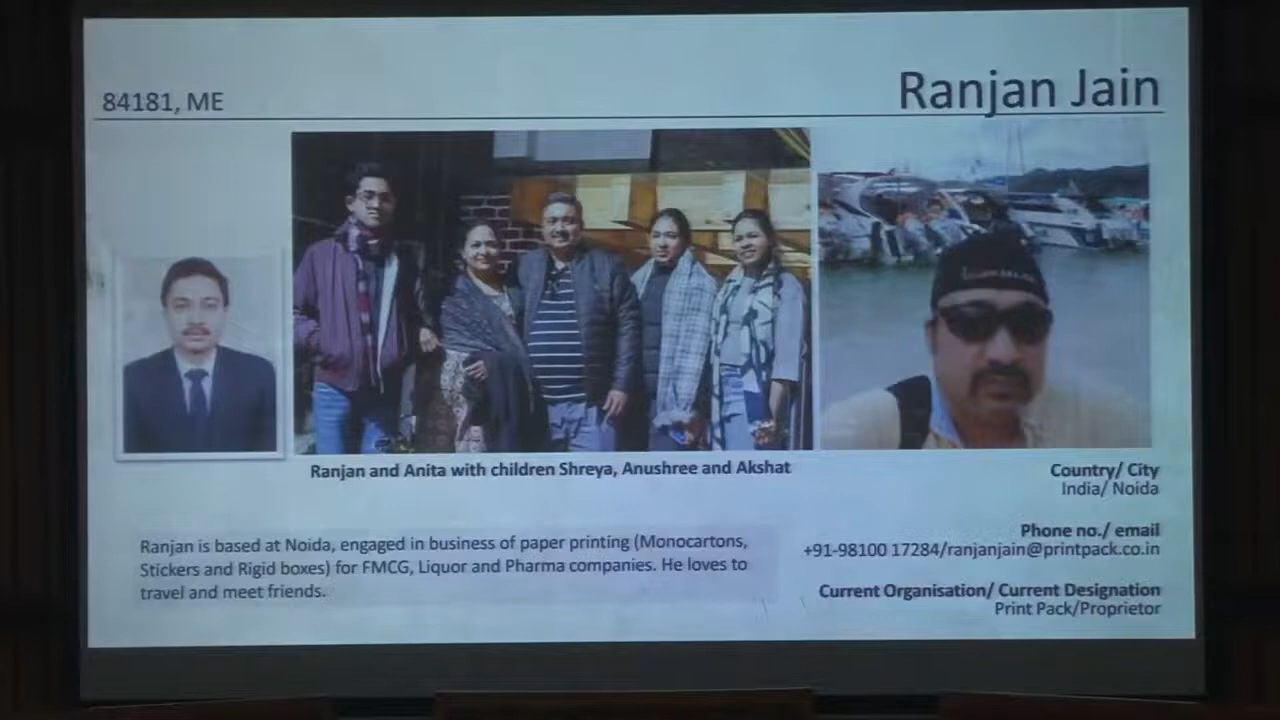 84181, ME
Ranjan Jain
Ranjan and Anita with children Shreya, Anushree and Akshat
Country/ City
India/ Noida
Phone no./ email
+91-98100 17284/ranjanjain@printpack.co.in
Current Organisation/ Current Designation
Print Pack/Proprietor
Ranjan is based at Noida, engaged in business of paper printing (Monocartons,
Stickers and Rigid boxes) for FMCG, Liquor and Pharma companies. He loves to
travel and meet friends.